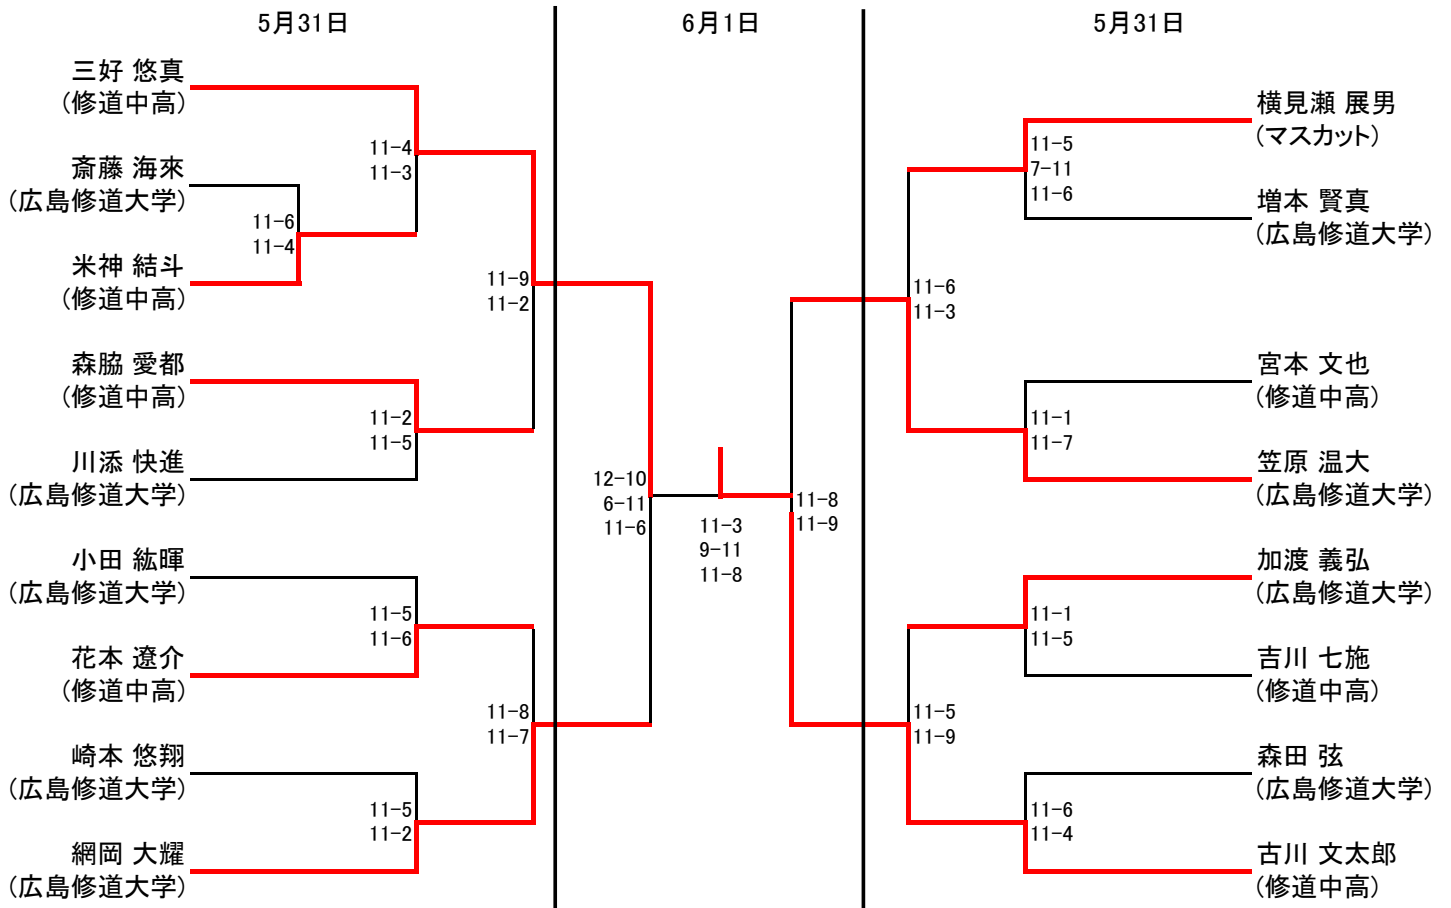 5月31日
6月1日
5月31日
三好 悠真
(修道中高)
斎藤 海來
(広島修道大学)
米神 結斗
(修道中高)
森脇 愛都
(修道中高)
川添 快進
(広島修道大学)
小田 紘暉
(広島修道大学)
花本 遼介
(修道中高)
崎本 悠翔
(広島修道大学)
網岡 大耀
(広島修道大学)
11-6
11-4
11-4
11-3
11-2
11-5
11-5
11-6
11-5
11-2
11-9
11-2
11-8
11-7
12-10
6-11
11-6
11-3
9-11
11-8
11-8
11-9
11-6
11-3
11-5
11-9
11-5
7-11
11-6
11-1
11-7
11-1
11-5
11-6
11-4
横見瀬 展男
(マスカット)
増本 賢真
(広島修道大学)
宮本 文也
(修道中高)
笠原 温大
(広島修道大学)
加渡 義弘
(広島修道大学)
吉川 七施
(修道中高)
森田 弦
(広島修道大学)
古川 文太郎
(修道中高)